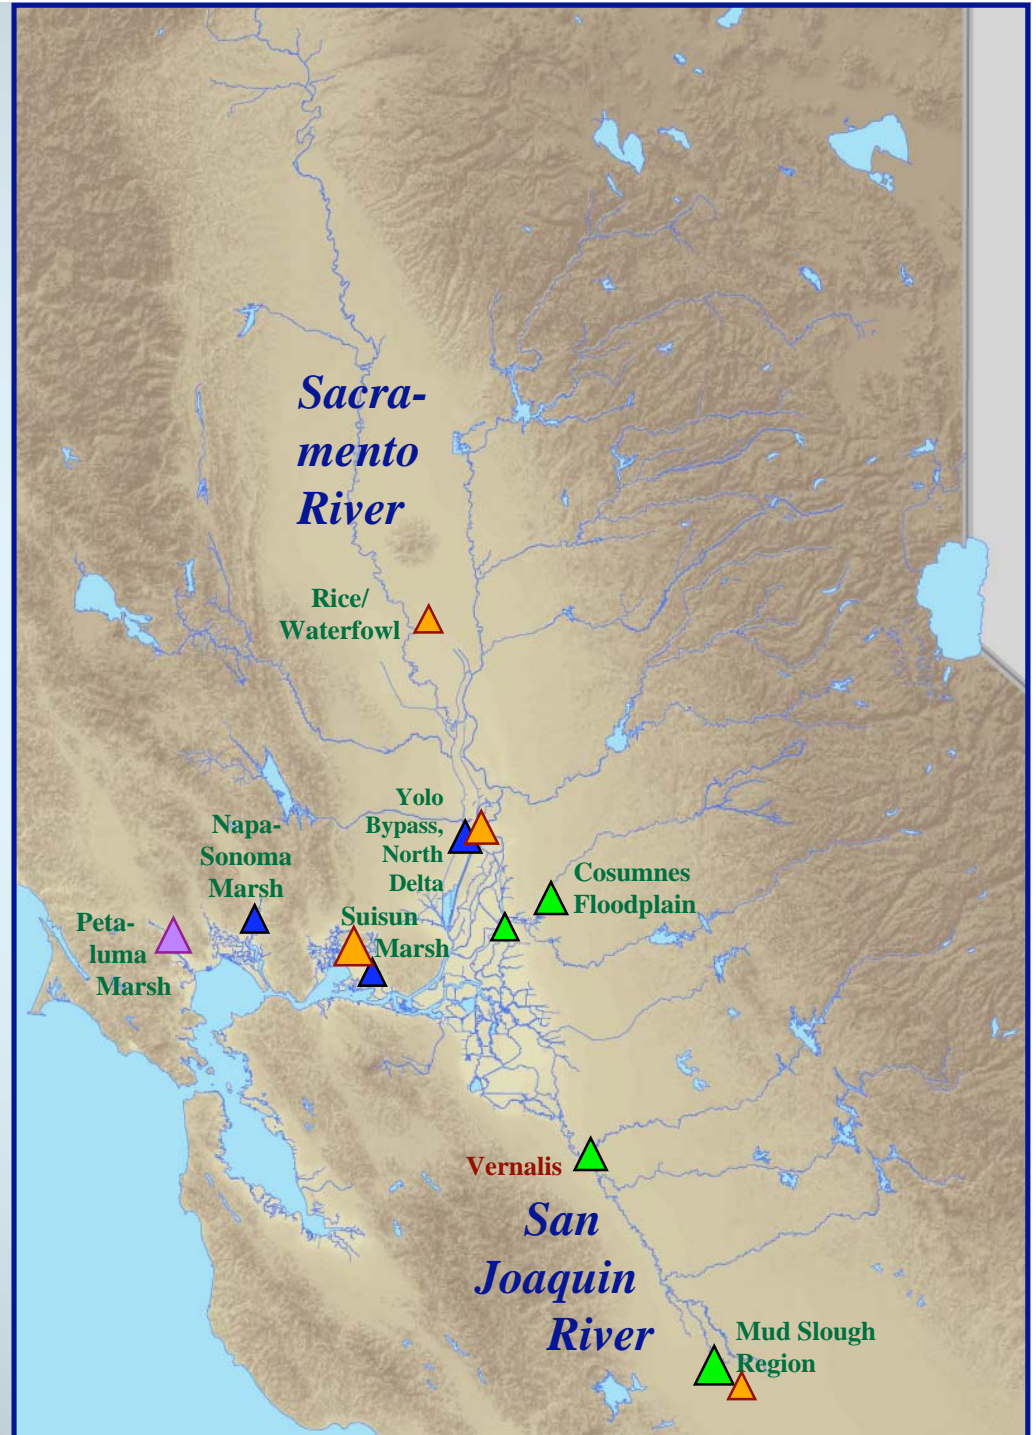 Sacra-
mento
River
Rice/
Waterfowl
Yolo
Bypass,
North
Delta
Napa-
Sonoma
Marsh
Cosumnes
Floodplain
Suisun
Marsh
Peta-
luma
Marsh
Vernalis
San
Joaquin
River
Mud Slough
Region